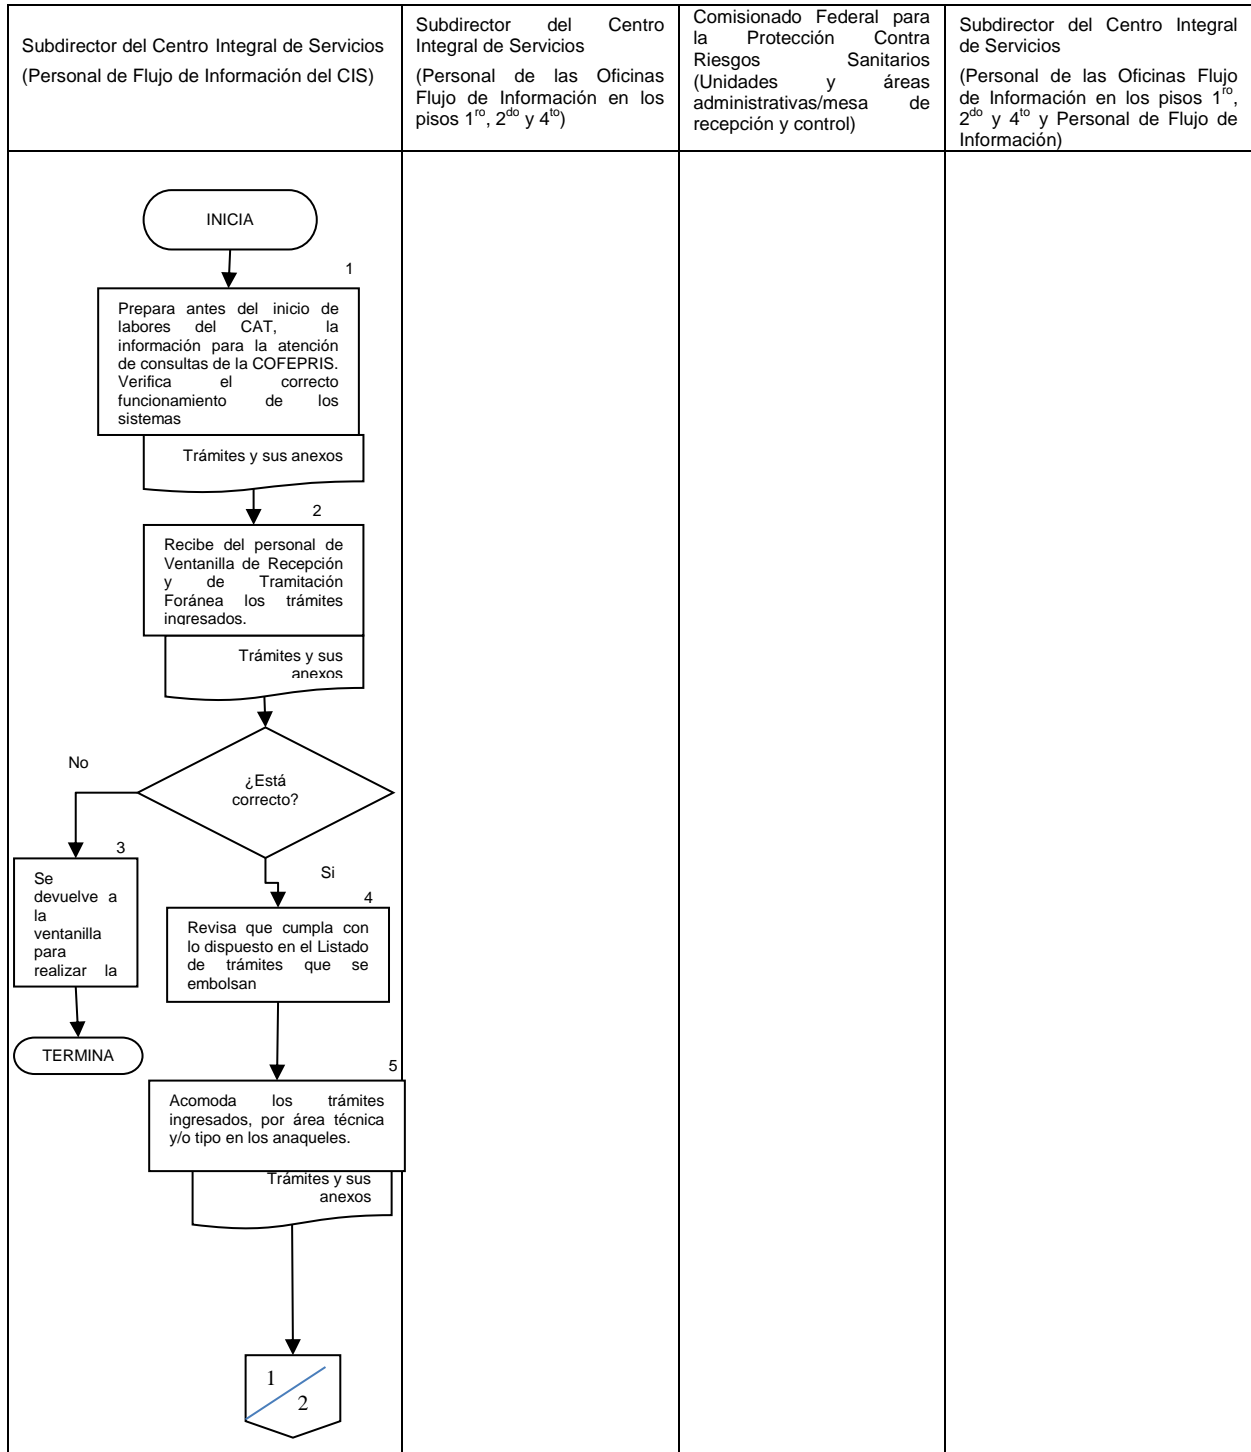 Subdirector del Centro Integral de Servicios
(Personal de Flujo de Información del CIS)
Subdirector del Centro
Integral de Servicios
(Personal de las Oficinas
Flujo de Información en los
pisos 1ro, 2do y 4to)
Comisionado Federal para
la Protección Contra
Riesgos Sanitarios
(Unidades y áreas
administrativas/mesa de
recepción y control)
Subdirector del Centro Integral
de Servicios
(Personal de las Oficinas Flujo
de Información en los pisos 1ro,
2do y 4to y Personal de Flujo de
Información)
INICIA
1
Prepara antes del inicio de
labores del CAT, la
información para la atención
de consultas de la COFEPRIS.
Verifica el correcto
funcionamiento de los
sistemas
Trámites y sus anexos
2
Recibe del personal de
Ventanilla de Recepción
y de Tramitación
Foránea los trámites
ingresados.
Trámites y sus
anexos
¿Está
correcto?
No
Si
3
Se
devuelve a
la
ventanilla
para
realizar la
TERMINA
4
Revisa que cumpla con
lo dispuesto en el Listado
de trámites que se
embolsan
5
Acomoda los trámites
ingresados, por área técnica
y/o tipo en los anaqueles.
Trámites y sus
anexos
1
2